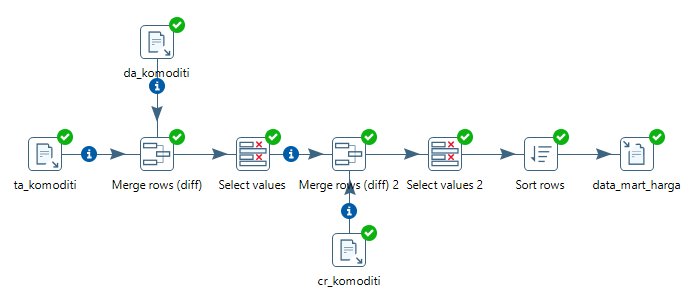 da_komoditi
ta_komoditi
Merge rows (diff)
Select values
Merge rows (diff) 2
Select values 2
Sort rows
data_mart_harga
cr_komoditi